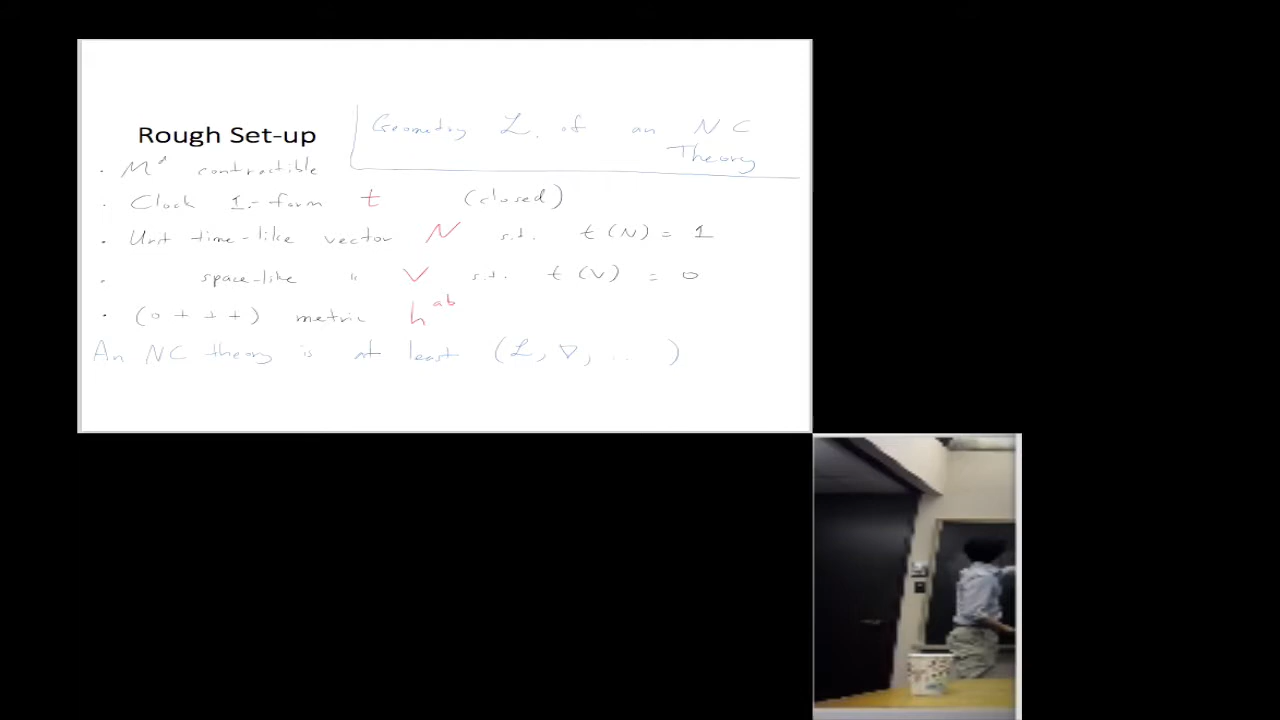 Rough Set-up
Geometry L of an NC
Theory
· M^d contractible
· Clock 1-form t (closed)
· Unit time-like vector N s.t. t(N) = 1
· space-like " V s.t. t(V) = 0
· (0 + + +) metric h^ab
An NC theory is at least (L, ∇, ... )